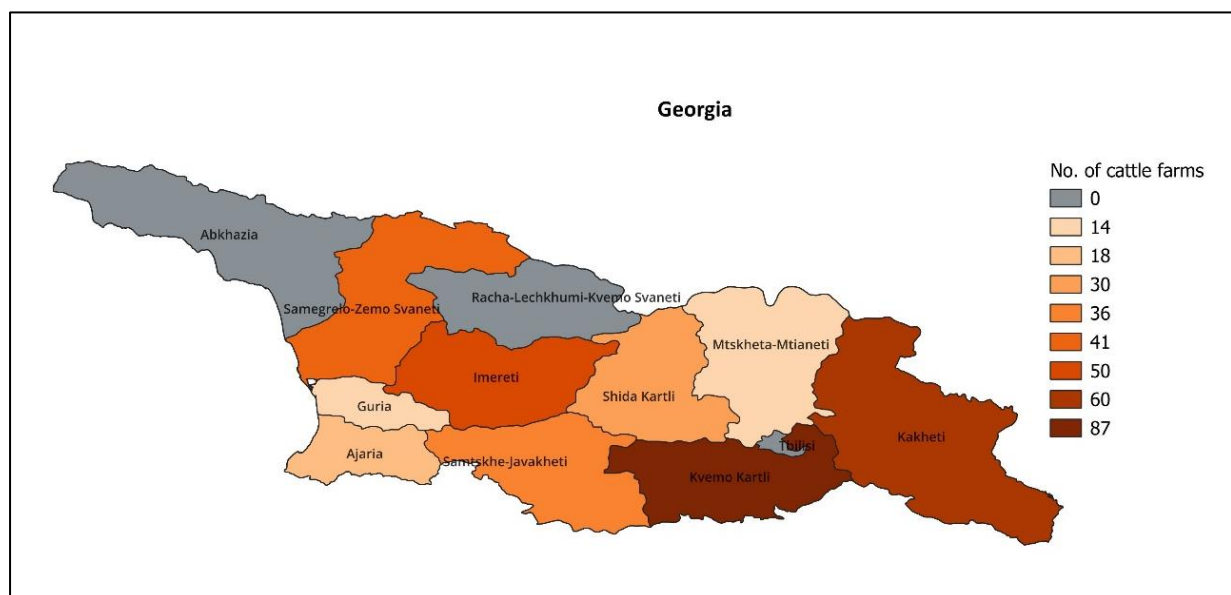 Georgia
No. of cattle farms
0
14
18
30
36
41
50
60
87
Abkhazia
Samegrelo-Zemo Svaneti
Racha-Lechkhumi-Kvemo Svaneti
Mtskheta-Mtianeti
Imereti
Shida Kartli
Guria
Ajaria
Samtskhe-Javakheti
Tbilisi
Kakheti
Kvemo Kartli